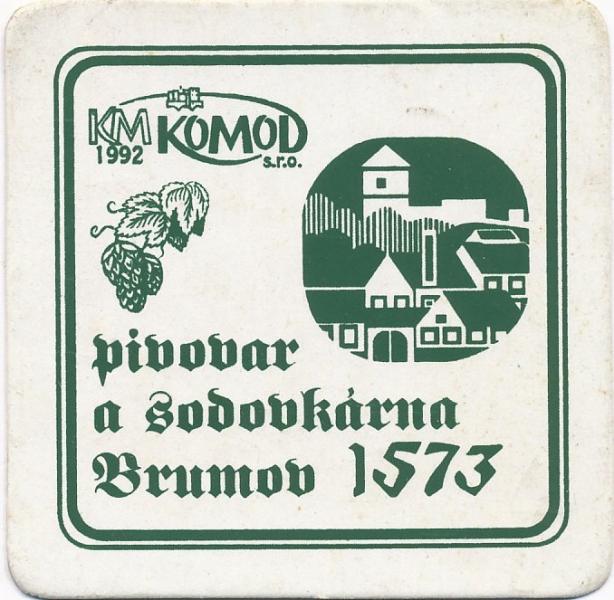 KM KOMOD
1992 s.r.o.
pivovar
a sodovkárna
Brumov 1573